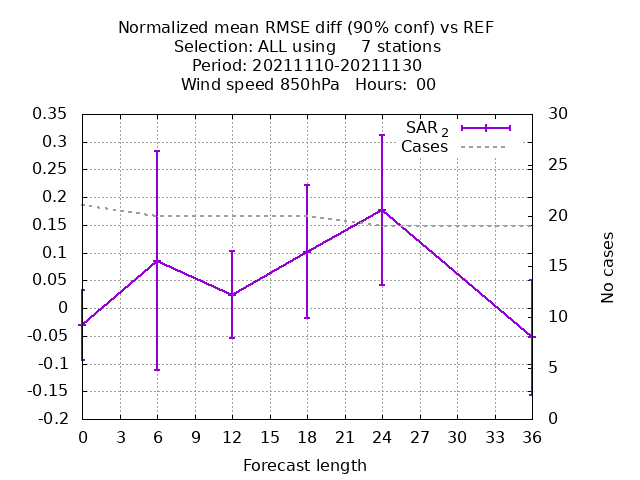 Normalized mean RMSE diff (90% conf) vs REF
Selection: ALL using     7 stations
Period: 20211110-20211130
Wind speed 850hPa   Hours:  00
0.35
0.3
0.25
0.2
0.15
0.1
0.05
0
-0.05
-0.1
-0.15
-0.2
SAR 2
Cases
30
25
20
15
10
5
0
No cases
0 3 6 9 12 15 18 21 24 27 30 33 36
Forecast length